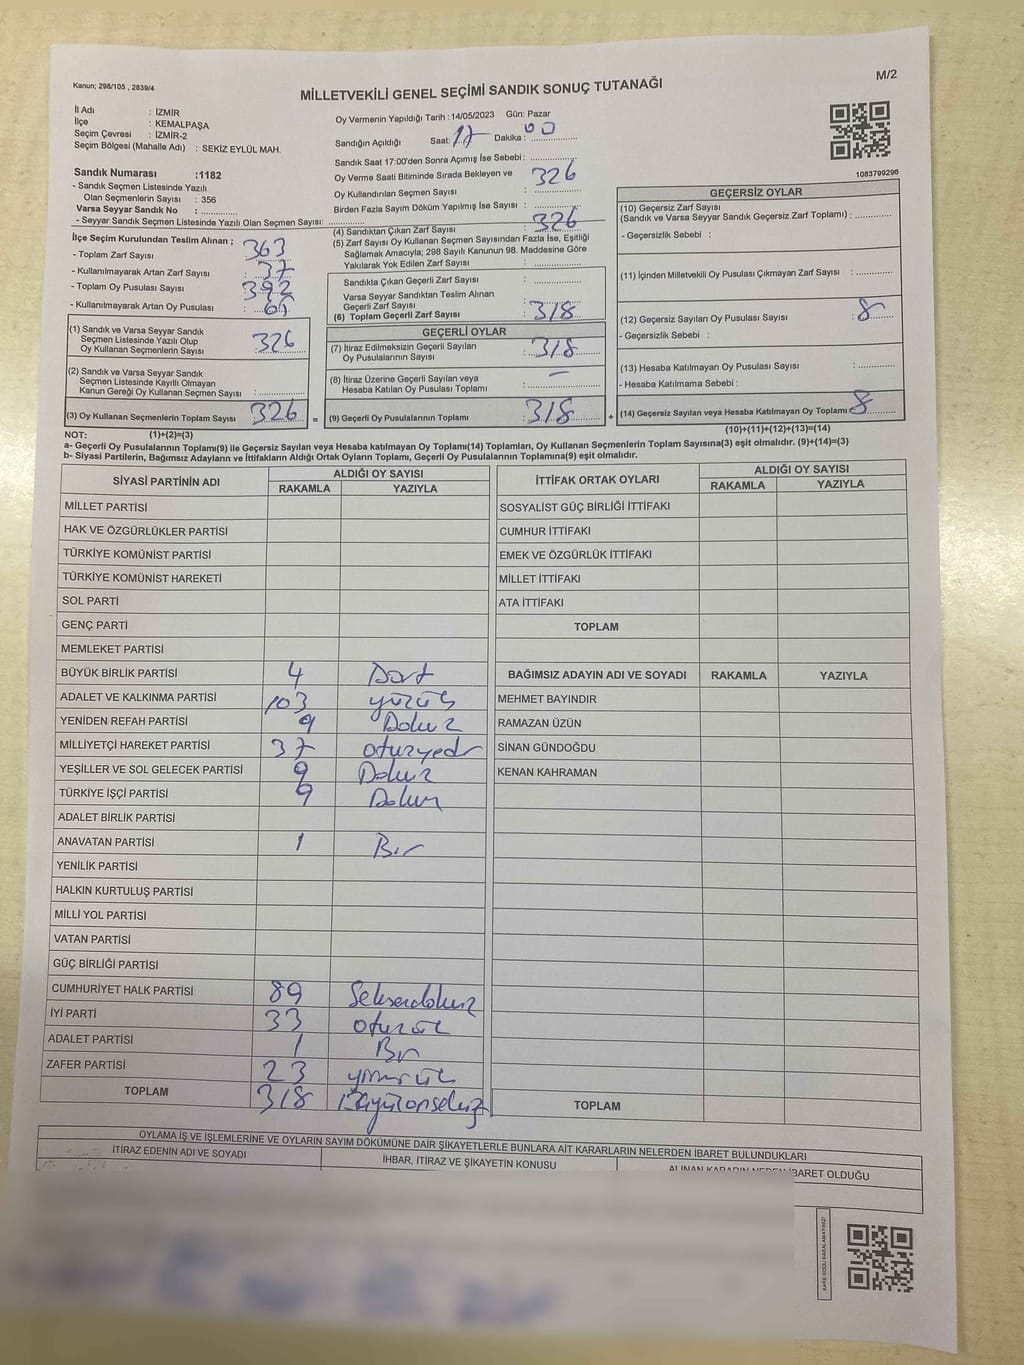 Kanun; 298/105 , 2839/4
M/2
MİLLETVEKİLİ GENEL SEÇİMİ SANDIK SONUÇ TUTANAĞI
İl Adı : İZMİR
İlçe : KEMALPAŞA
Seçim Çevresi : İZMİR-2
Seçim Bölgesi (Mahalle Adı) : SEKİZ EYLÜL MAH.
Oy Vermenin Yapıldığı Tarih : 14/05/2023 Gün: Pazar
Sandığın Açıldığı Saat: 17 Dakika : 00
Sandık Saat 17:00'den Sonra Açımış İse Sebebi :
Oy Verme Saati Bitiminde Sırada Bekleyen ve
Oy Kullandırılan Seçmen Sayısı : 326
Birden Fazla Sayım Döküm Yapılmış İse Sayısı :
1083799296
Sandık Numarası :1182
- Sandık Seçmen Listesinde Yazılı
Olan Seçmenlerin Sayısı : 356
Varsa Seyyar Sandık No :
- Seyyar Sandık Seçmen Listesinde Yazılı Olan Seçmen Sayısı:
İlçe Seçim Kurulundan Teslim Alınan ;
- Toplam Zarf Sayısı : 363
- Kullanılmayarak Artan Zarf Sayısı : 37
- Toplam Oy Pusulası Sayısı : 392
- Kullanılmayarak Artan Oy Pusulası :
(1) Sandık ve Varsa Seyyar Sandık
Seçmen Listesinde Yazılı Olup
Oy Kullanan Seçmenlerin Sayısı : 326
(2) Sandık ve Varsa Seyyar Sandık
Seçmen Listesinde Kayıtlı Olmayan
Kanun Gereği Oy Kullanan Seçmen Sayısı :
(3) Oy Kullanan Seçmenlerin Toplam Sayısı : 326 =
(4) Sandıktan Çıkan Zarf Sayısı : 326
(5) Zarf Sayısı Oy Kullanan Seçmen Sayısından Fazla İse, Eşitliği
Sağlamak Amacıyla; 298 Sayılı Kanunun 98. Maddesine Göre
Yakılarak Yok Edilen Zarf Sayısı :
Sandıkta Çıkan Geçerli Zarf Sayısı :
Varsa Seyyar Sandıktan Teslim Alınan
Geçerli Zarf Sayısı :
(6) Toplam Geçerli Zarf Sayısı : 318
GEÇERLİ OYLAR
(7) İtiraz Edilmeksizin Geçerli Sayılan
Oy Pusulalarının Sayısı : 318
(8) İtiraz Üzerine Geçerli Sayılan veya
Hesaba Katılan Oy Pusulası Toplamı : —
(9) Geçerli Oy Pusulalarının Toplamı : 318 +
GEÇERSİZ OYLAR
(10) Geçersiz Zarf Sayısı
(Sandık ve Varsa Seyyar Sandık Geçersiz Zarf Toplamı) :
- Geçersizlik Sebebi :
(11) İçinden Milletvekili Oy Pusulası Çıkmayan Zarf Sayısı :
(12) Geçersiz Sayılan Oy Pusulası Sayısı : 8
- Geçersizlik Sebebi :
(13) Hesaba Katılmayan Oy Pusulası Sayısı :
- Hesaba Katılmama Sebebi :
(14) Geçersiz Sayılan veya Hesaba Katılmayan Oy Toplamı : 8
NOT: (1)+(2)=(3)
(10)+(11)+(12)+(13)=(14)
a- Geçerli Oy Pusulalarının Toplamı(9) ile Geçersiz Sayılan veya Hesaba katılmayan Oy Toplamı(14) Toplamları, Oy Kullanan Seçmenlerin Toplam Sayısına(3) eşit olmalıdır. (9)+(14)=(3)
b- Siyasi Partilerin, Bağımsız Adayların ve İttifakların Aldığı Ortak Oyların Toplamı, Geçerli Oy Pusulalarının Toplamına(9) eşit olmalıdır.
SİYASİ PARTİNİN ADI ALDIĞI OY SAYISI
RAKAMLA YAZIYLA
MİLLET PARTİSİ
HAK VE ÖZGÜRLÜKLER PARTİSİ
TÜRKİYE KOMÜNİST PARTİSİ
TÜRKİYE KOMÜNİST HAREKETİ
SOL PARTİ
GENÇ PARTİ
MEMLEKET PARTİSİ
BÜYÜK BİRLİK PARTİSİ 4 Dört
ADALET VE KALKINMA PARTİSİ 103 yüzüç
YENİDEN REFAH PARTİSİ 9 Dokuz
MİLLİYETÇİ HAREKET PARTİSİ 37 otuzyedi
YEŞİLLER VE SOL GELECEK PARTİSİ 9 Dokuz
TÜRKİYE İŞÇİ PARTİSİ 9 Dokuz
ADALET BİRLİK PARTİSİ
ANAVATAN PARTİSİ 1 Bir
YENİLİK PARTİSİ
HALKIN KURTULUŞ PARTİSİ
MİLLİ YOL PARTİSİ
VATAN PARTİSİ
GÜÇ BİRLİĞİ PARTİSİ
CUMHURİYET HALK PARTİSİ 89 Seksendokuz
İYİ PARTİ 33 otuzüç
ADALET PARTİSİ 1 Bir
ZAFER PARTİSİ 23 yirmiüç
TOPLAM 318 üçyüzonsekiz
İTTİFAK ORTAK OYLARI ALDIĞI OY SAYISI
RAKAMLA YAZIYLA
SOSYALİST GÜÇ BİRLİĞİ İTTİFAKI
CUMHUR İTTİFAKI
EMEK VE ÖZGÜRLÜK İTTİFAKI
MİLLET İTTİFAKI
ATA İTTİFAKI
TOPLAM
BAĞIMSIZ ADAYIN ADI VE SOYADI RAKAMLA YAZIYLA
MEHMET BAYINDIR
RAMAZAN ÜZÜN
SİNAN GÜNDOĞDU
KENAN KAHRAMAN
TOPLAM
OYLAMA İŞ VE İŞLEMLERİNE VE OYLARIN SAYIM DÖKÜMÜNE DAİR ŞİKAYETLERLE BUNLARA AİT KARARLARIN NELERDEN İBARET BULUNDUKLARI
İTİRAZ EDENİN ADI VE SOYADI İHBAR, İTİRAZ VE ŞİKAYETİN KONUSU ALINAN KARARIN NEDEN İBARET OLDUĞU
KARE KODU KARALAMAYINIZ!